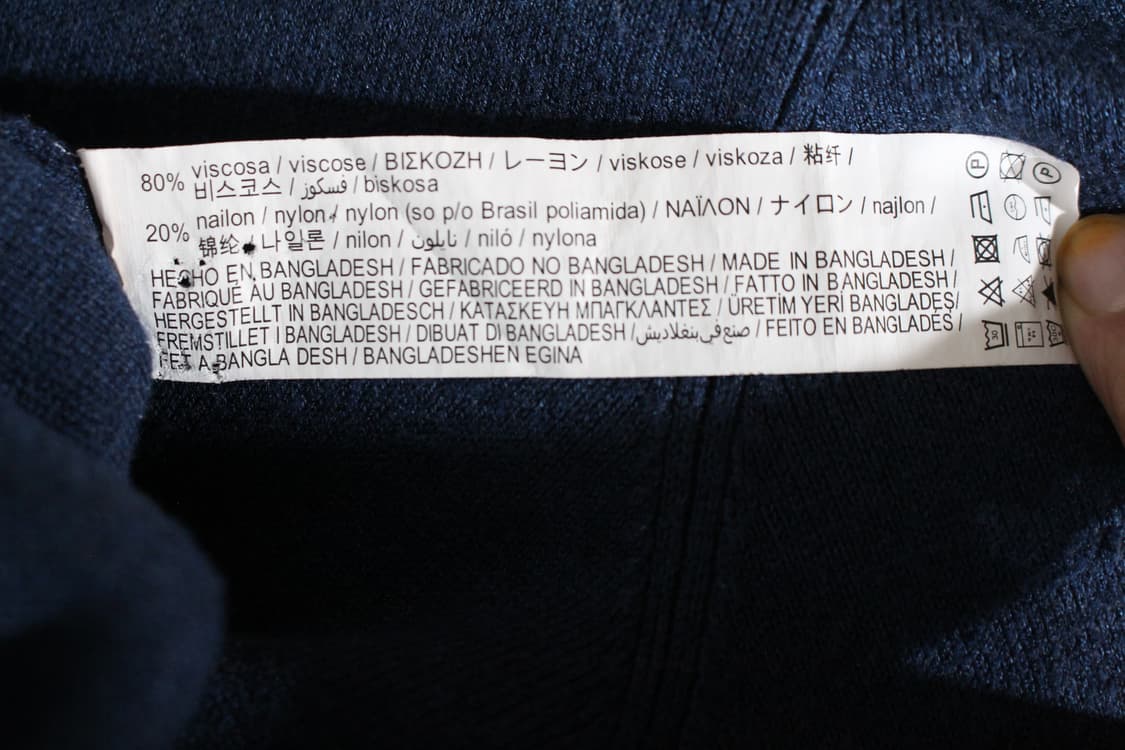 80% viscosa / viscose / ΒΙΣΚΟΖΗ / レーヨン / viskose / viskoza / 粘纤 /
비스코스 / فسكوز / biskosa
20% nailon / nylon / nylon (so p/o Brasil poliamida) / ΝΑΪΛΟΝ / ナイロン / najlon /
锦纶 / 나일론 / nilon / نايلون / niló / nylona
HECHO EN BANGLADESH / FABRICADO NO BANGLADESH / MADE IN BANGLADESH /
FABRIQUÉ AU BANGLADESH / GEFABRICEERD IN BANGLADESH / FATTO IN BANGLADESH /
HERGESTELLT IN BANGLADESCH / ΚΑΤΑΣΚΕΥΗ ΜΠΑΓΚΛΑΝΤΕΣ / ÜRETİM YERİ BANGLADEŞ/
FREMSTILLET I BANGLADESH / DIBUAT DI BANGLADESH / صنع في بنغلاديش / FEITO EN BANGLADÉS /
FET A BANGLA DESH / BANGLADESHEN EGINA
P P